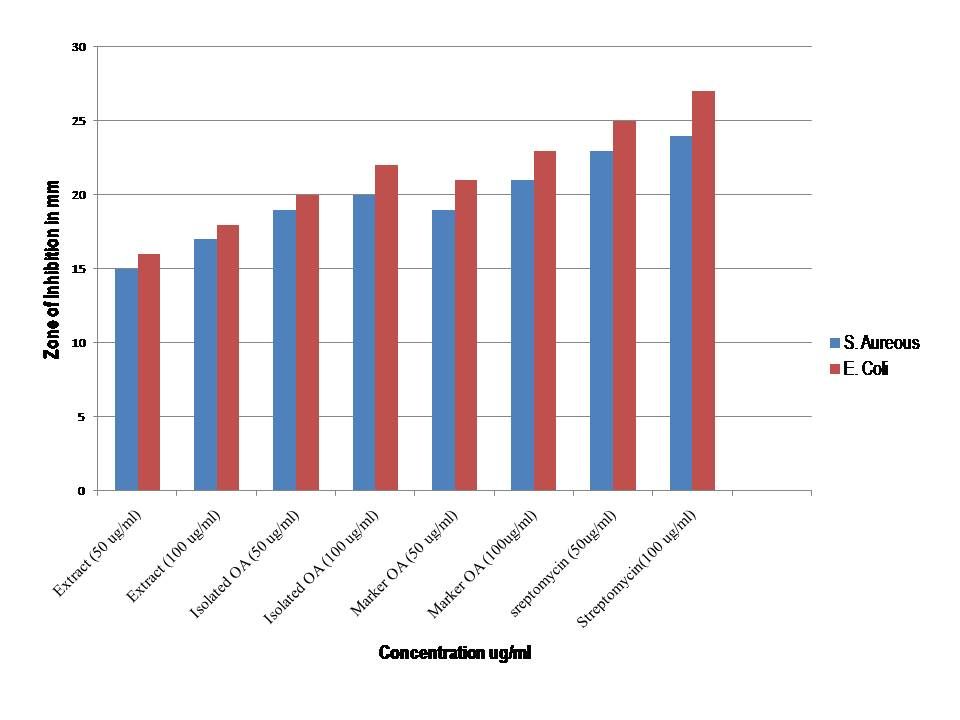 30
25
20
15
10
5
0
Zone of Inhibition in mm
Extract (50 ug/ml)
Extract (100 ug/ml)
Isolated OA (50 ug/ml)
Isolated OA (100 ug/ml)
Marker OA (50 ug/ml)
Marker OA (100ug/ml)
sreptomycin (50ug/ml)
Streptomycin(100 ug/ml)
Concentration ug/ml
S. Aureous
E. Coli